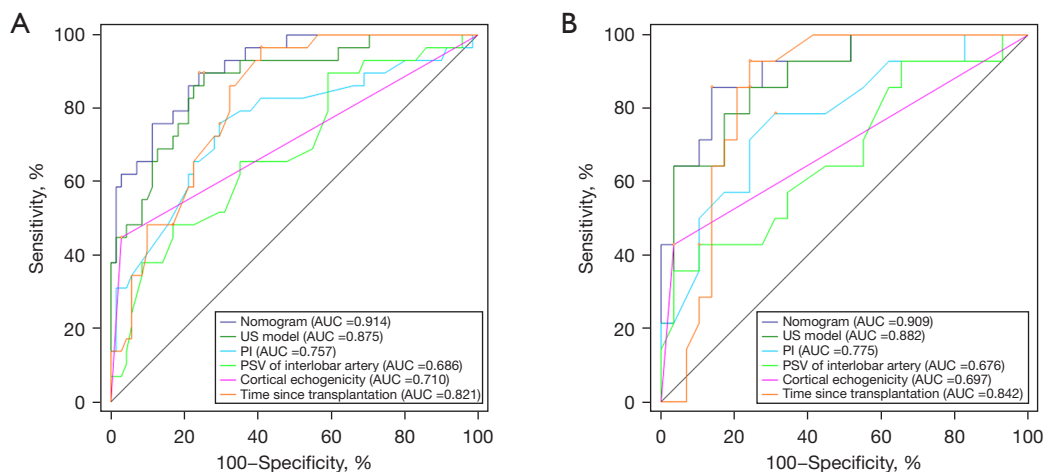 A
100
80
60
40
20
0
Sensitivity, %
Nomogram (AUC =0.914)
US model (AUC =0.875)
PI (AUC =0.757)
PSV of interlobar artery (AUC =0.686)
Cortical echogenicity (AUC =0.710)
Time since transplantation (AUC =0.821)
0 20 40 60 80 100
100−Specificity, %
B
100
80
60
40
20
0
Sensitivity, %
Nomogram (AUC =0.909)
US model (AUC =0.882)
PI (AUC =0.775)
PSV of interlobar artery (AUC =0.676)
Cortical echogenicity (AUC =0.697)
Time since transplantation (AUC =0.842)
0 20 40 60 80 100
100−Specificity, %